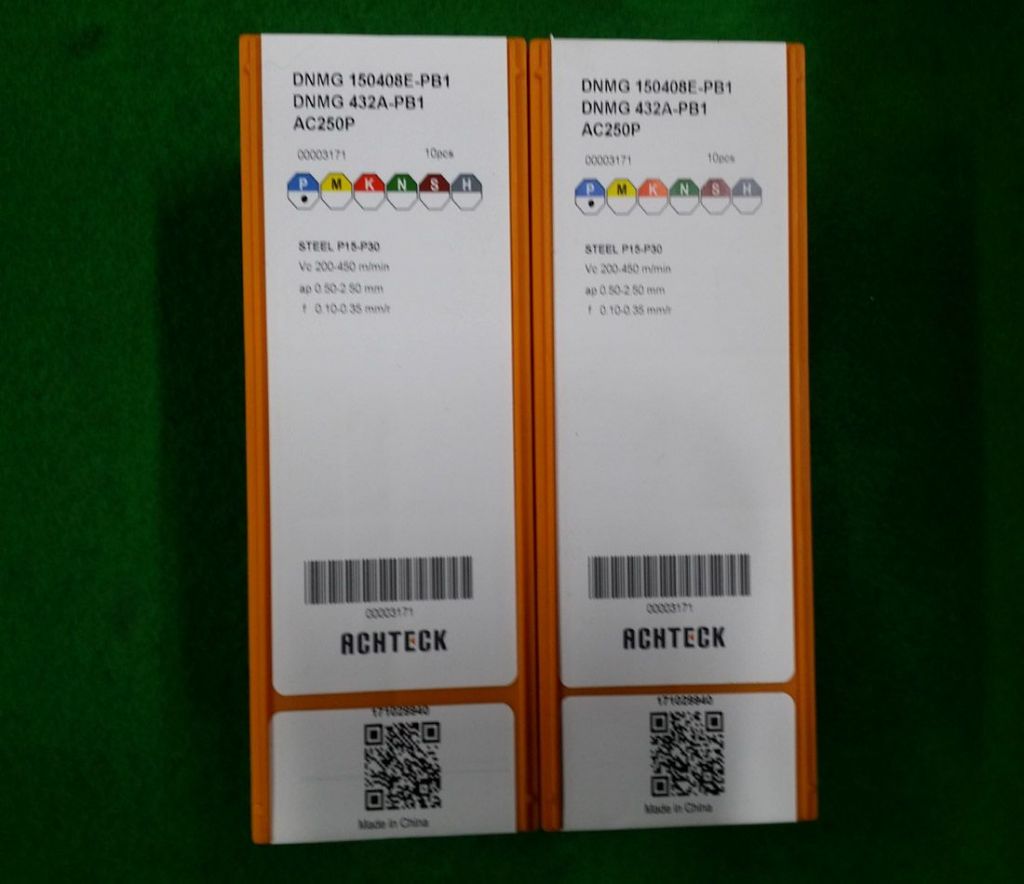 DNMG 150408E-PB1
DNMG 432A-PB1
AC250P
00003171 10pcs
P M K N S H
STEEL P15-P30
Vc 200-450 m/min
ap 0.50-2.50 mm
f 0.10-0.35 mm/r
00003171
ACHTECK
171029940
Made in China
DNMG 150408E-PB1
DNMG 432A-PB1
AC250P
00003171 10pcs
P M K N S H
STEEL P15-P30
Vc 200-450 m/min
ap 0.50-2.50 mm
f 0.10-0.35 mm/r
00003171
ACHTECK
171029940
Made in China